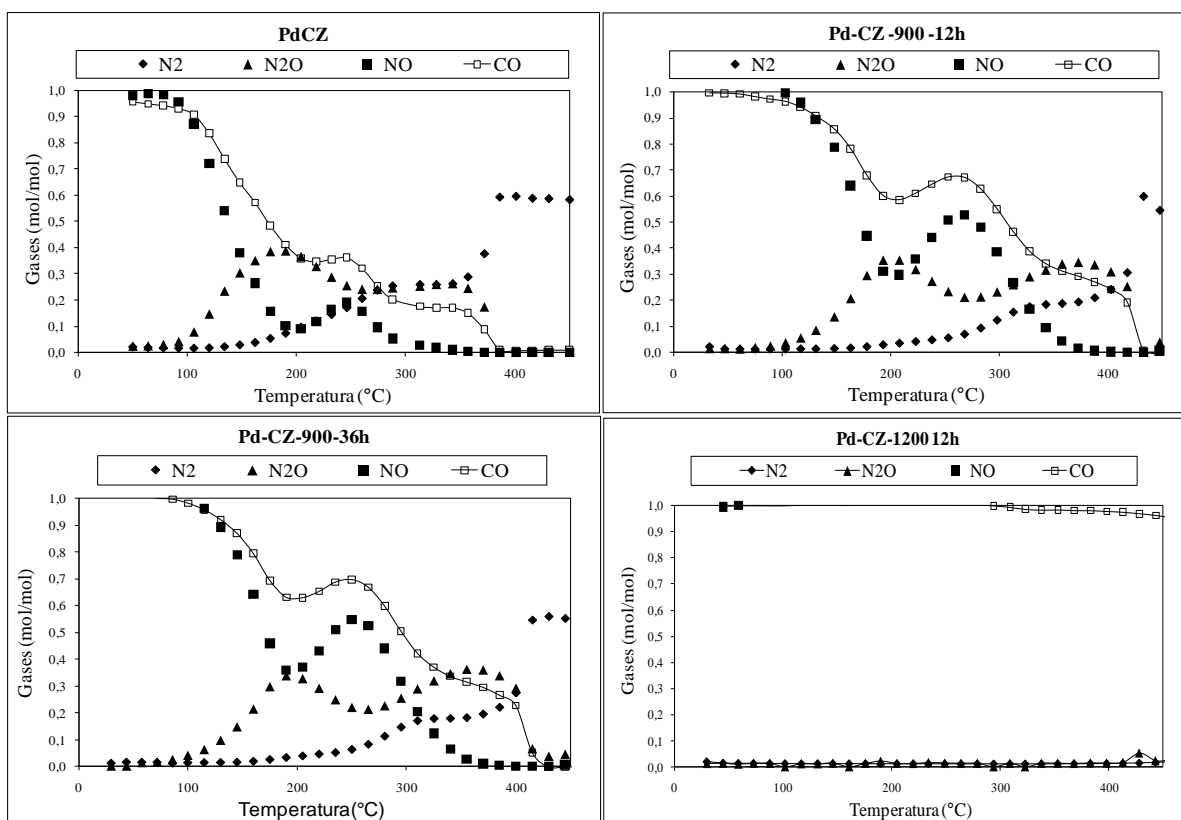 PdCZ
N2 N2O NO CO
1,0
0,9
0,8
0,7
0,6
0,5
0,4
0,3
0,2
0,1
0,0
Gases (mol/mol)
0 100 200 300 400
Temperatura (°C)
Pd-CZ-900-12h
N2 N2O NO CO
1,0
0,9
0,8
0,7
0,6
0,5
0,4
0,3
0,2
0,1
0,0
Gases (mol/mol)
0 100 200 300 400
Temperatura (°C)
Pd-CZ-900-36h
N2 N2O NO CO
1,0
0,9
0,8
0,7
0,6
0,5
0,4
0,3
0,2
0,1
0,0
Gases (mol/mol)
0 100 200 300 400
Temperatura(°C)
Pd-CZ-1200 12h
N2 N2O NO CO
1,0
0,9
0,8
0,7
0,6
0,5
0,4
0,3
0,2
0,1
0,0
Gases (mol/mol)
0 100 200 300 400
Temperatura (°C)